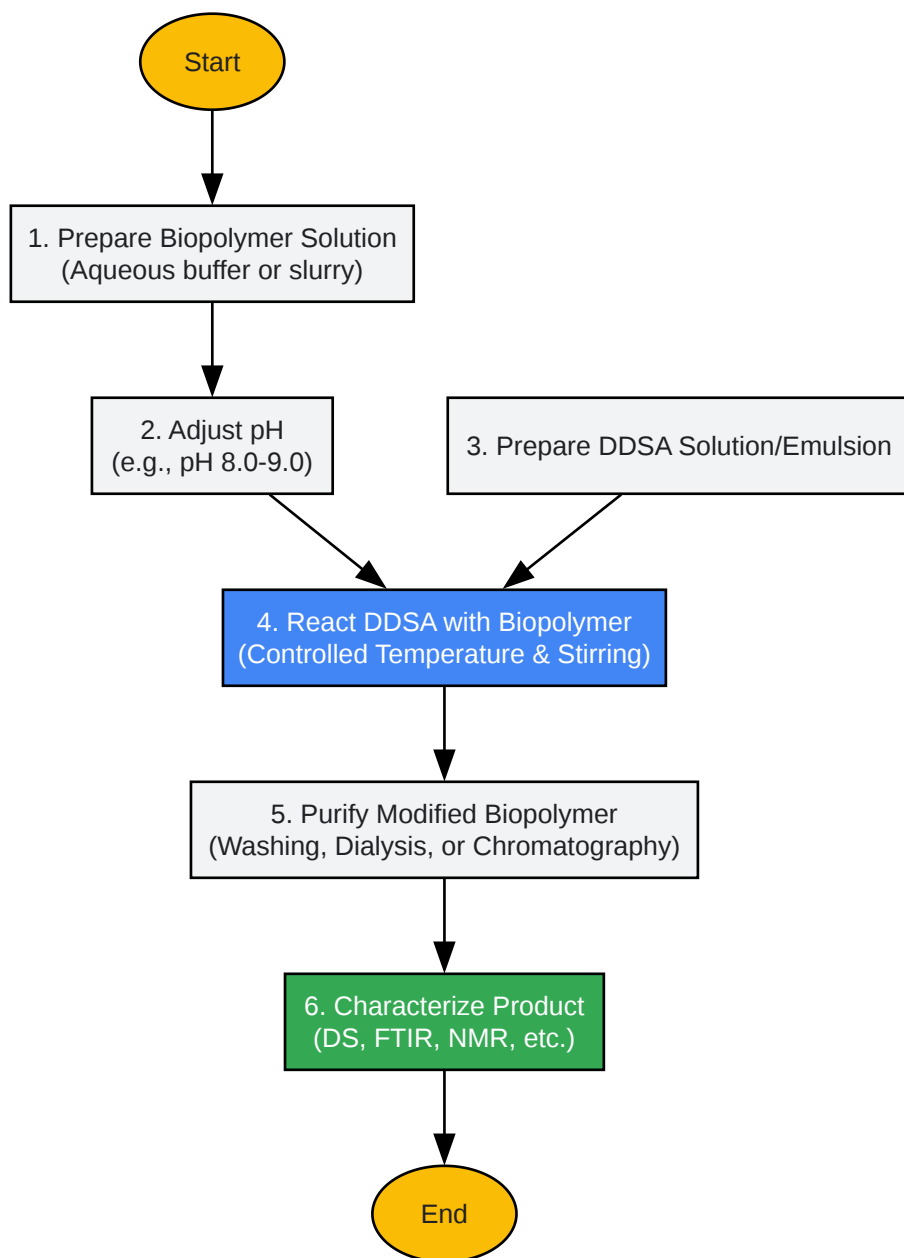 Start
1. Prepare Biopolymer Solution
(Aqueous buffer or slurry)
2. Adjust pH
(e.g., pH 8.0-9.0)
3. Prepare DDSA Solution/Emulsion
4. React DDSA with Biopolymer
(Controlled Temperature & Stirring)
5. Purify Modified Biopolymer
(Washing, Dialysis, or Chromatography)
6. Characterize Product
(DS, FTIR, NMR, etc.)
End